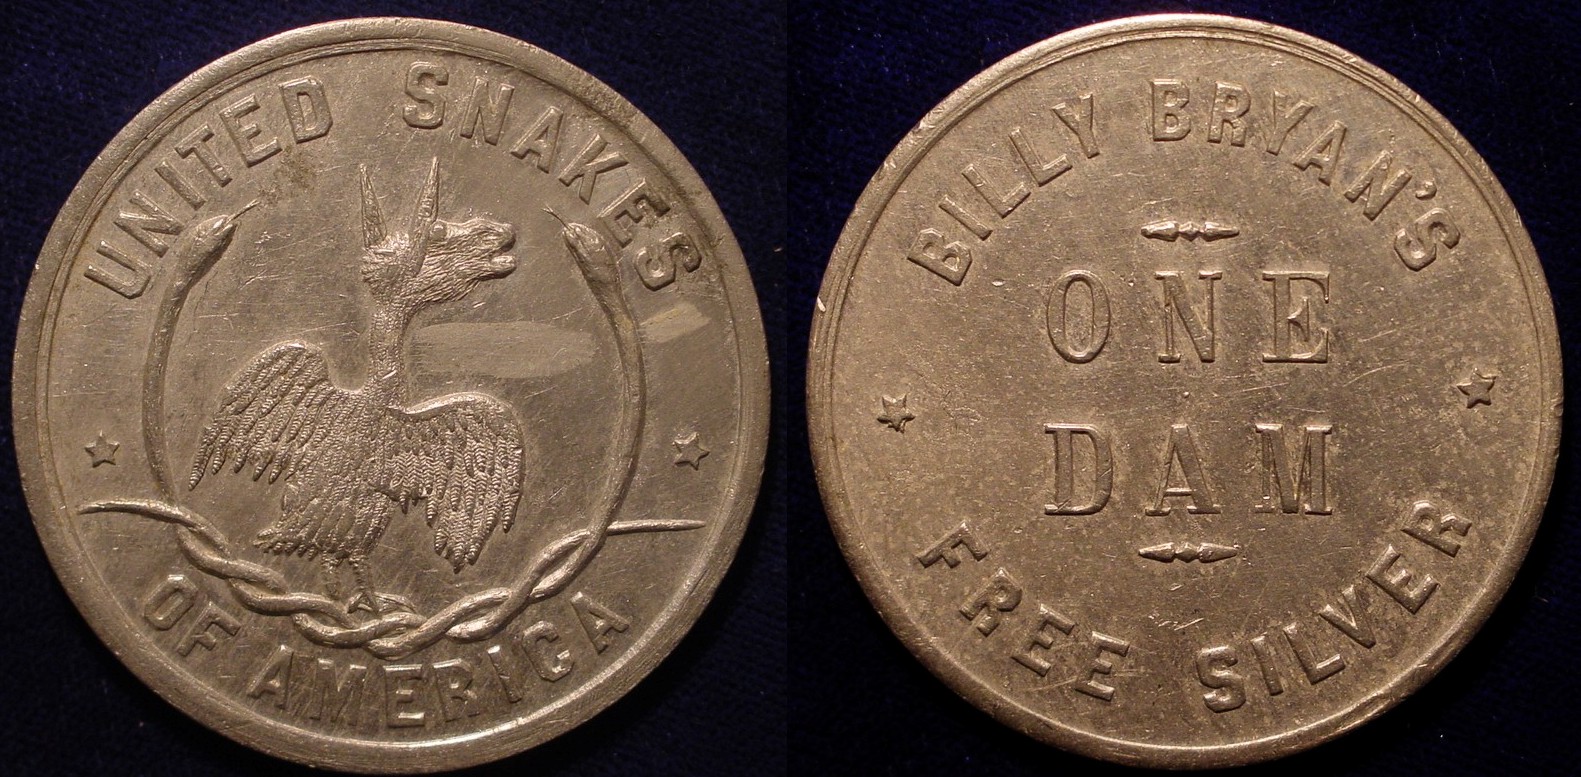 UNITED SNAKES
OF AMERICA
BILLY BRYAN'S
ONE
DAM
FREE SILVER